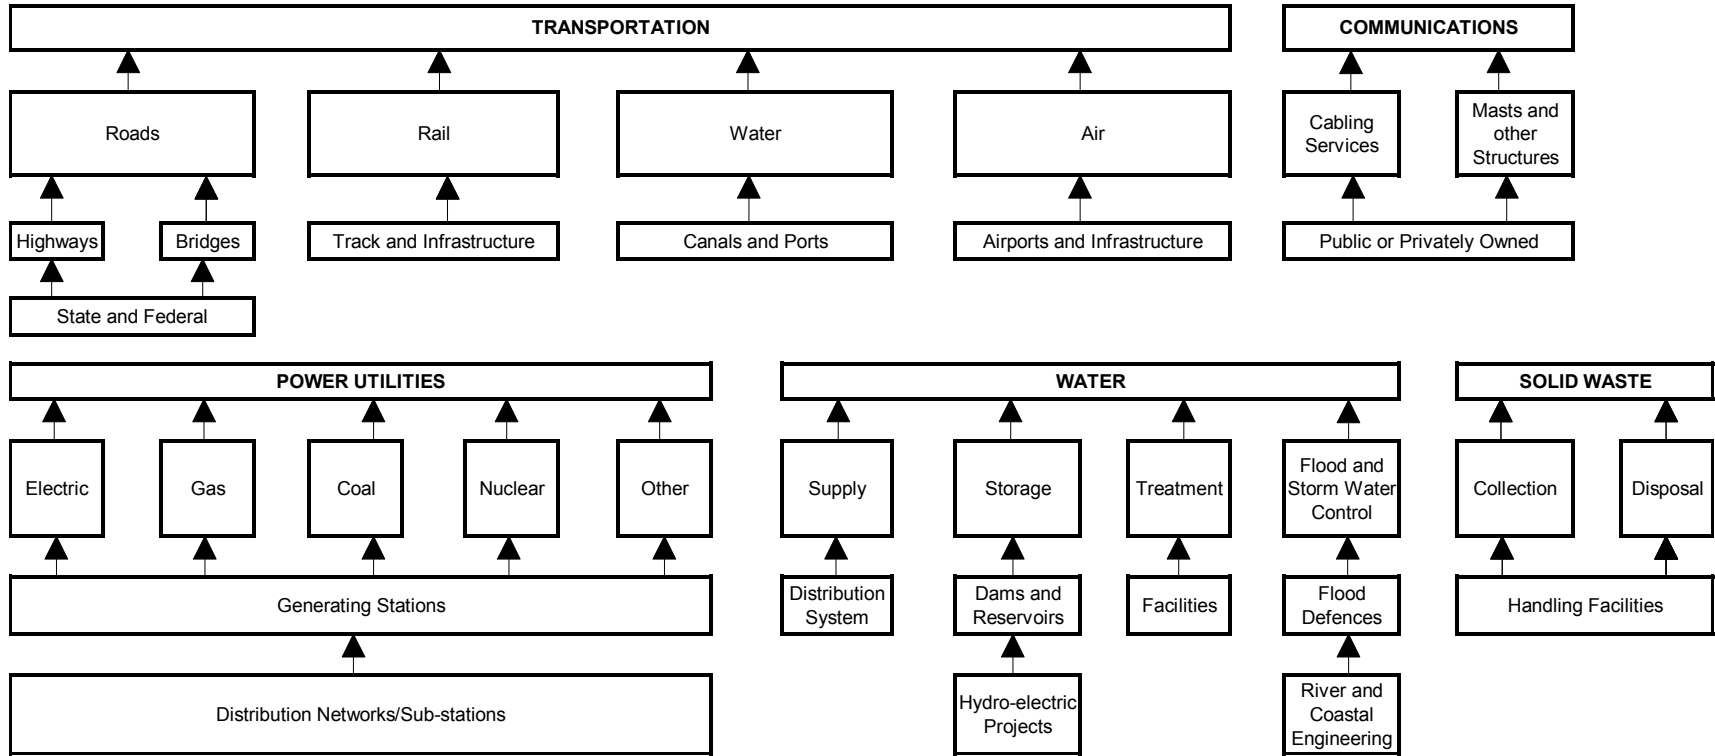 TRANSPORTATION
COMMUNICATIONS
Roads
Rail
Water
Air
Cabling
Services
Masts and
other
Structures
Highways
Bridges
Track and Infrastructure
Canals and Ports
Airports and Infrastructure
Public or Privately Owned
State and Federal
POWER UTILITIES
WATER
SOLID WASTE
Electric
Gas
Coal
Nuclear
Other
Supply
Storage
Treatment
Flood and
Storm Water
Control
Collection
Disposal
Generating Stations
Distribution
System
Dams and
Reservoirs
Facilities
Flood
Defences
Handling Facilities
Distribution Networks/Sub-stations
Hydro-electric
Projects
River and
Coastal
Engineering